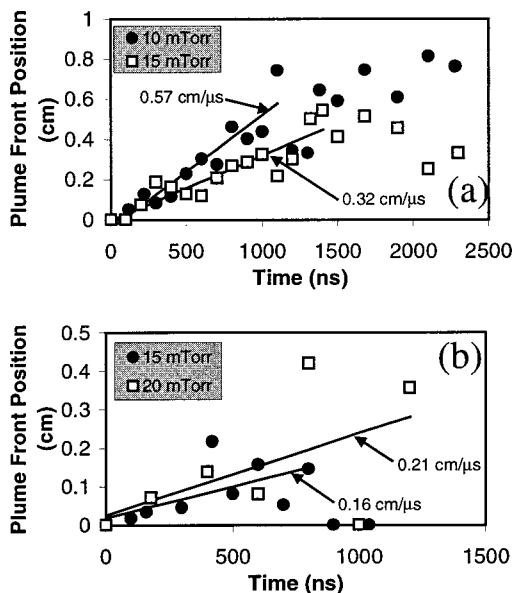 Plume Front Position
(cm)
1
0.8
0.6
0.4
0.2
0
10 mTorr
15 mTorr
0.57 cm/μs
0.32 cm/μs
(a)
0 500 1000 1500 2000 2500
Time (ns)
Plume Front Position
(cm)
0.5
0.4
0.3
0.2
0.1
0
15 mTorr
20 mTorr
(b)
0.21 cm/μs
0.16 cm/μs
0 500 1000 1500
Time (ns)